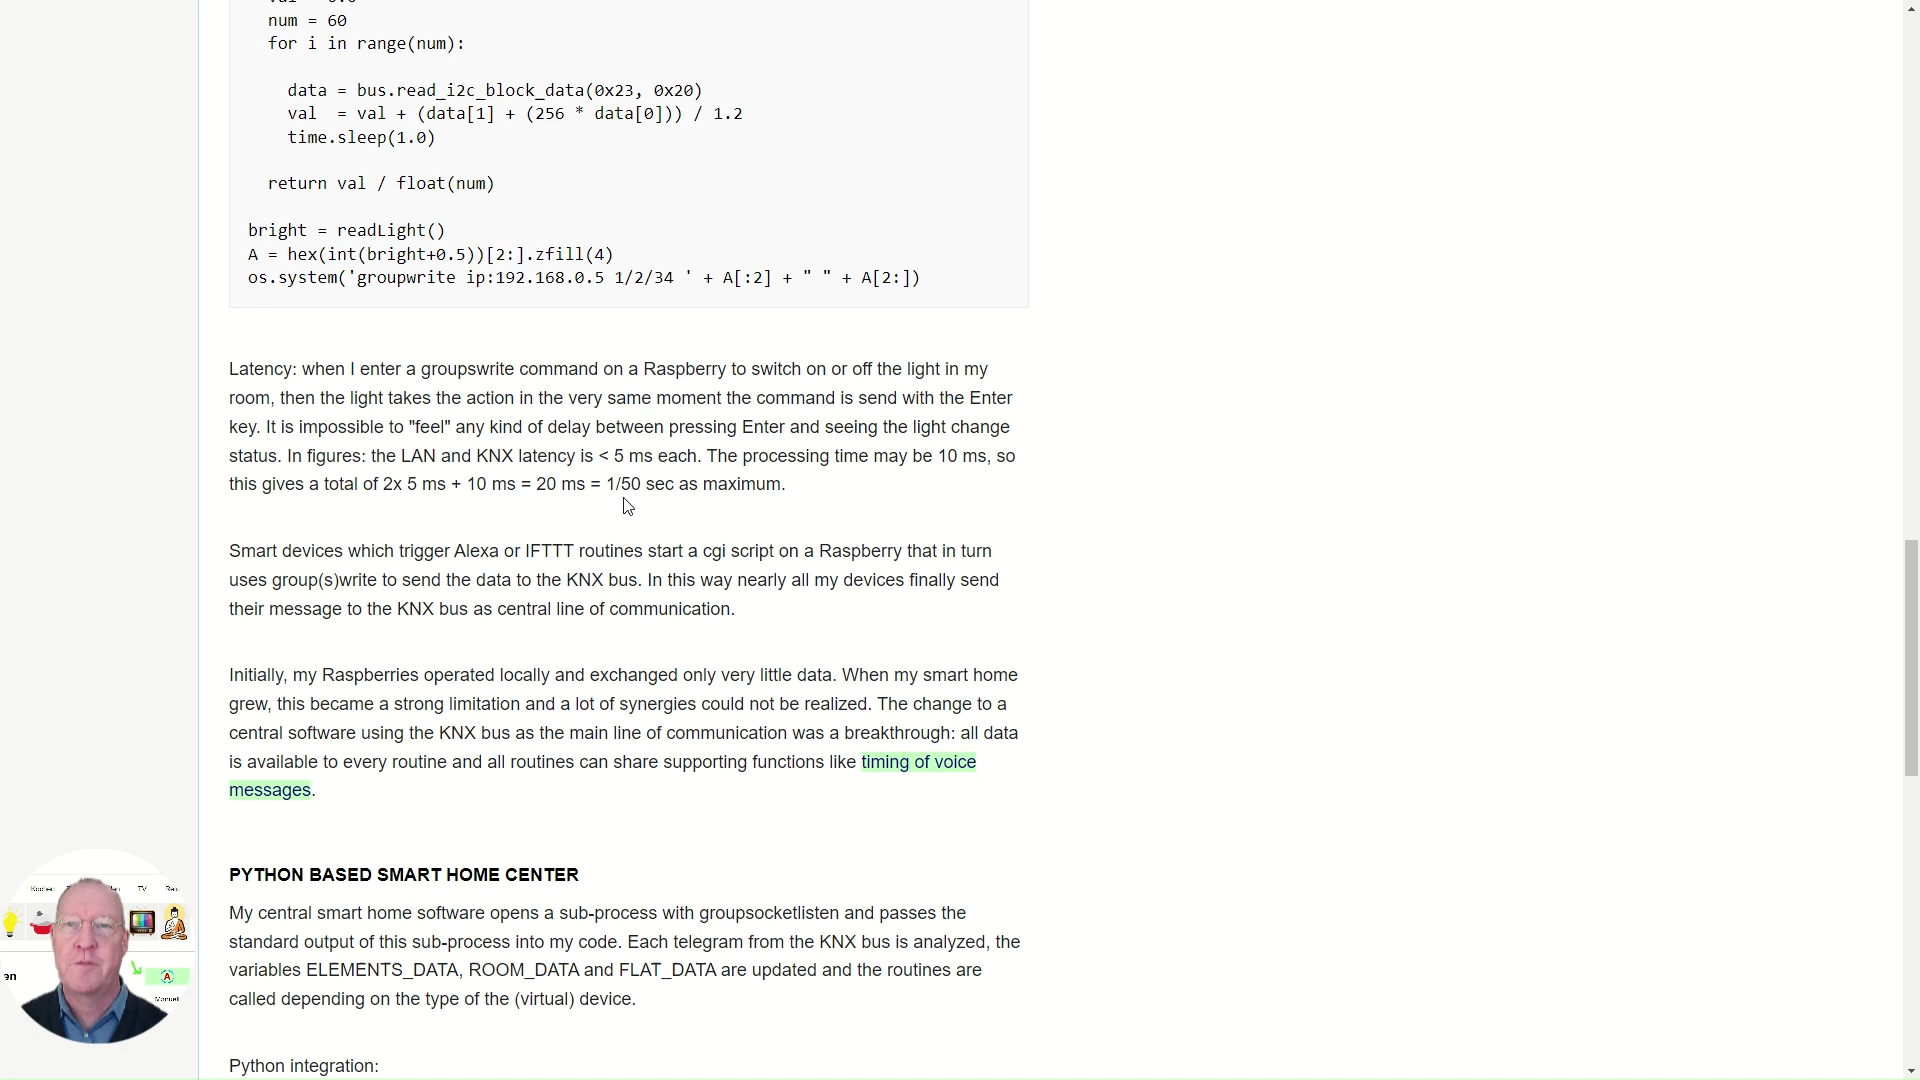 num = 60
for i in range(num):
data = bus.read_i2c_block_data(0x23, 0x20)
val  = val + (data[1] + (256 * data[0])) / 1.2
time.sleep(1.0)
return val / float(num)
bright = readLight()
A = hex(int(bright+0.5))[2:].zfill(4)
os.system('groupwrite ip:192.168.0.5 1/2/34 ' + A[:2] + " " + A[2:])
Latency: when I enter a groupswrite command on a Raspberry to switch on or off the light in my
room, then the light takes the action in the very same moment the command is send with the Enter
key. It is impossible to "feel" any kind of delay between pressing Enter and seeing the light change
status. In figures: the LAN and KNX latency is < 5 ms each. The processing time may be 10 ms, so
this gives a total of 2x 5 ms + 10 ms = 20 ms = 1/50 sec as maximum.
Smart devices which trigger Alexa or IFTTT routines start a cgi script on a Raspberry that in turn
uses group(s)write to send the data to the KNX bus. In this way nearly all my devices finally send
their message to the KNX bus as central line of communication.
Initially, my Raspberries operated locally and exchanged only very little data. When my smart home
grew, this became a strong limitation and a lot of synergies could not be realized. The change to a
central software using the KNX bus as the main line of communication was a breakthrough: all data
is available to every routine and all routines can share supporting functions like timing of voice
messages.
PYTHON BASED SMART HOME CENTER
My central smart home software opens a sub-process with groupsocketlisten and passes the
standard output of this sub-process into my code. Each telegram from the KNX bus is analyzed, the
variables ELEMENTS_DATA, ROOM_DATA and FLAT_DATA are updated and the routines are
called depending on the type of the (virtual) device.
Python integration:
Kochen
TV
en
A
Manuell